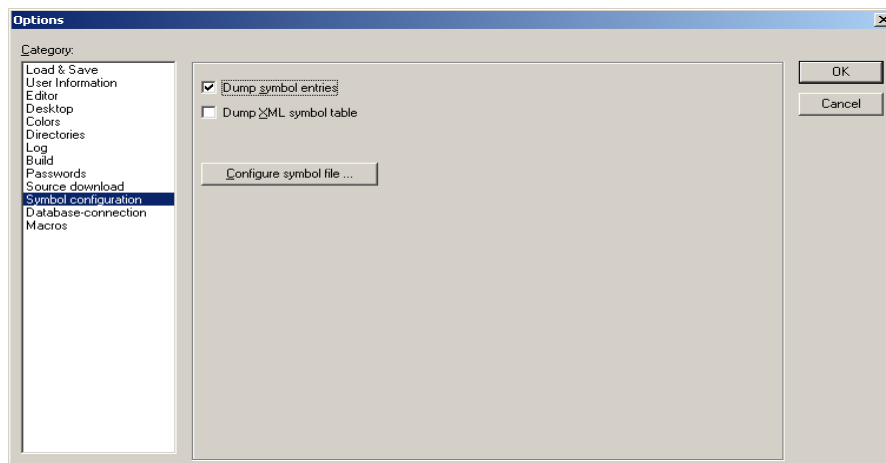 Options
Category:
Load & Save
User Information
Editor
Desktop
Colors
Directories
Log
Build
Passwords
Source download
Symbol configuration
Database-connection
Macros
Dump symbol entries
Dump XML symbol table
Configure symbol file ...
OK
Cancel